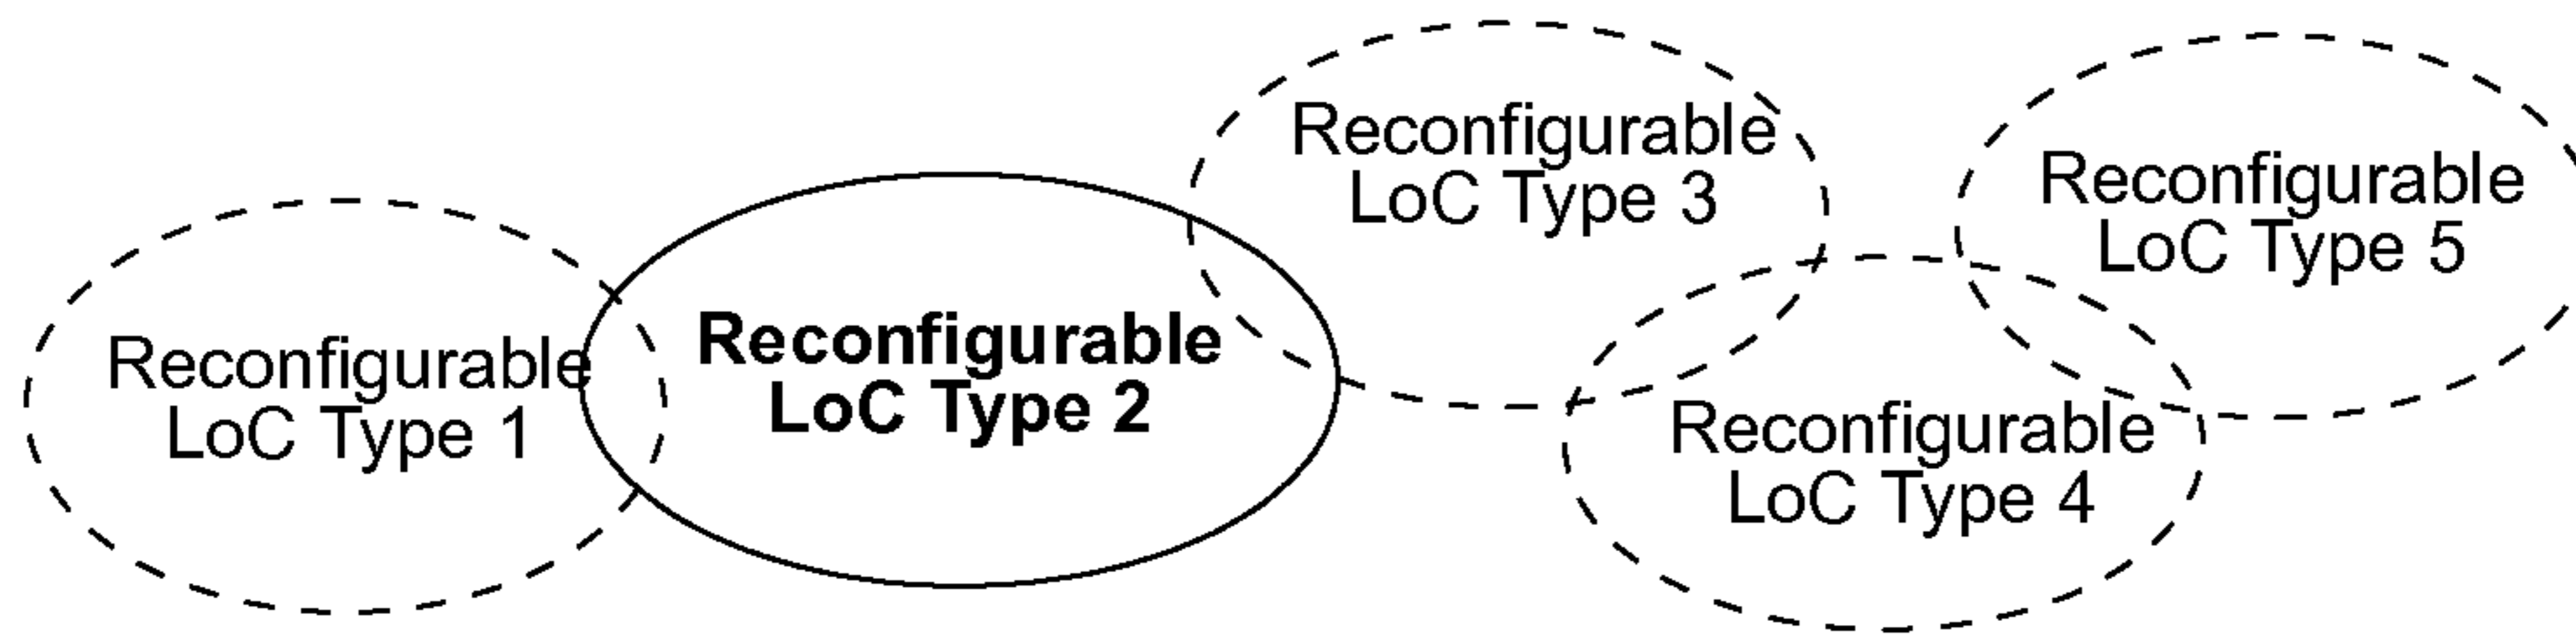 Reconfigurable
LoC Type 1
Reconfigurable
LoC Type 2
Reconfigurable
LoC Type 3
Reconfigurable
LoC Type 4
Reconfigurable
LoC Type 5